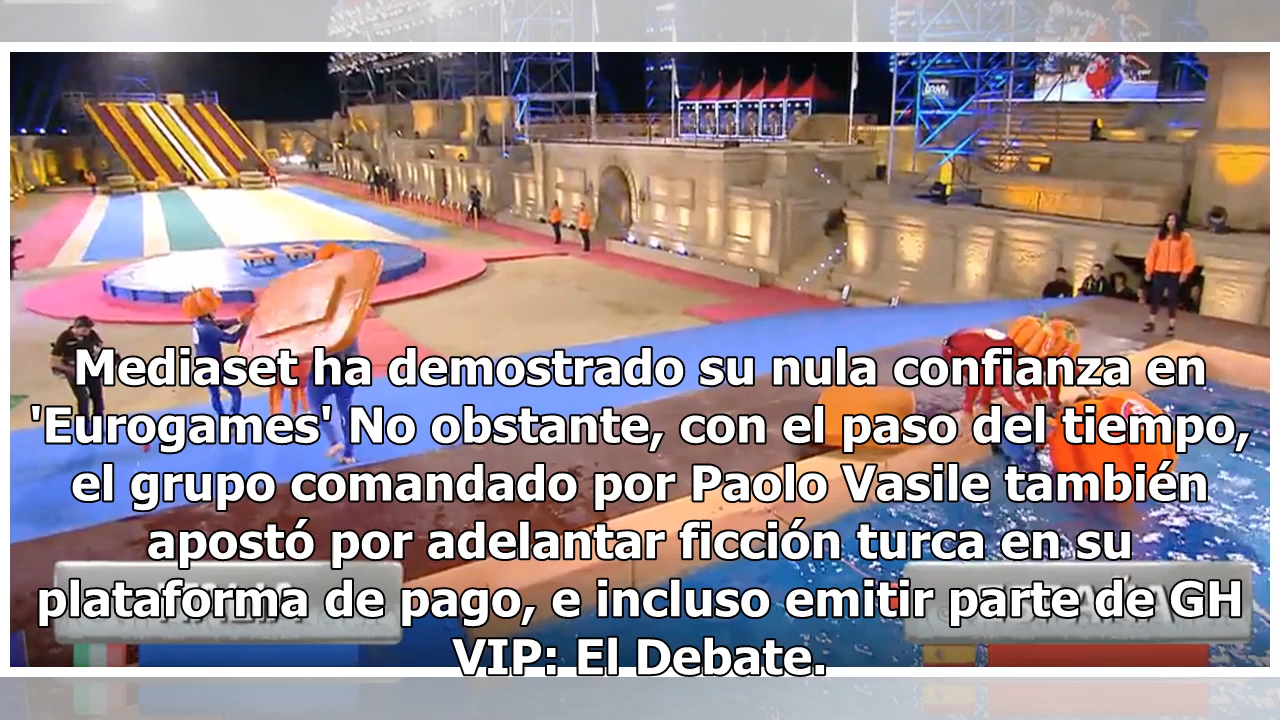 Mediaset ha demostrado su nula confianza en
'Eurogames' No obstante, con el paso del tiempo,
el grupo comandado por Paolo Vasile también
apostó por adelantar ficción turca en su
plataforma de pago, e incluso emitir parte de GH
VIP: El Debate.